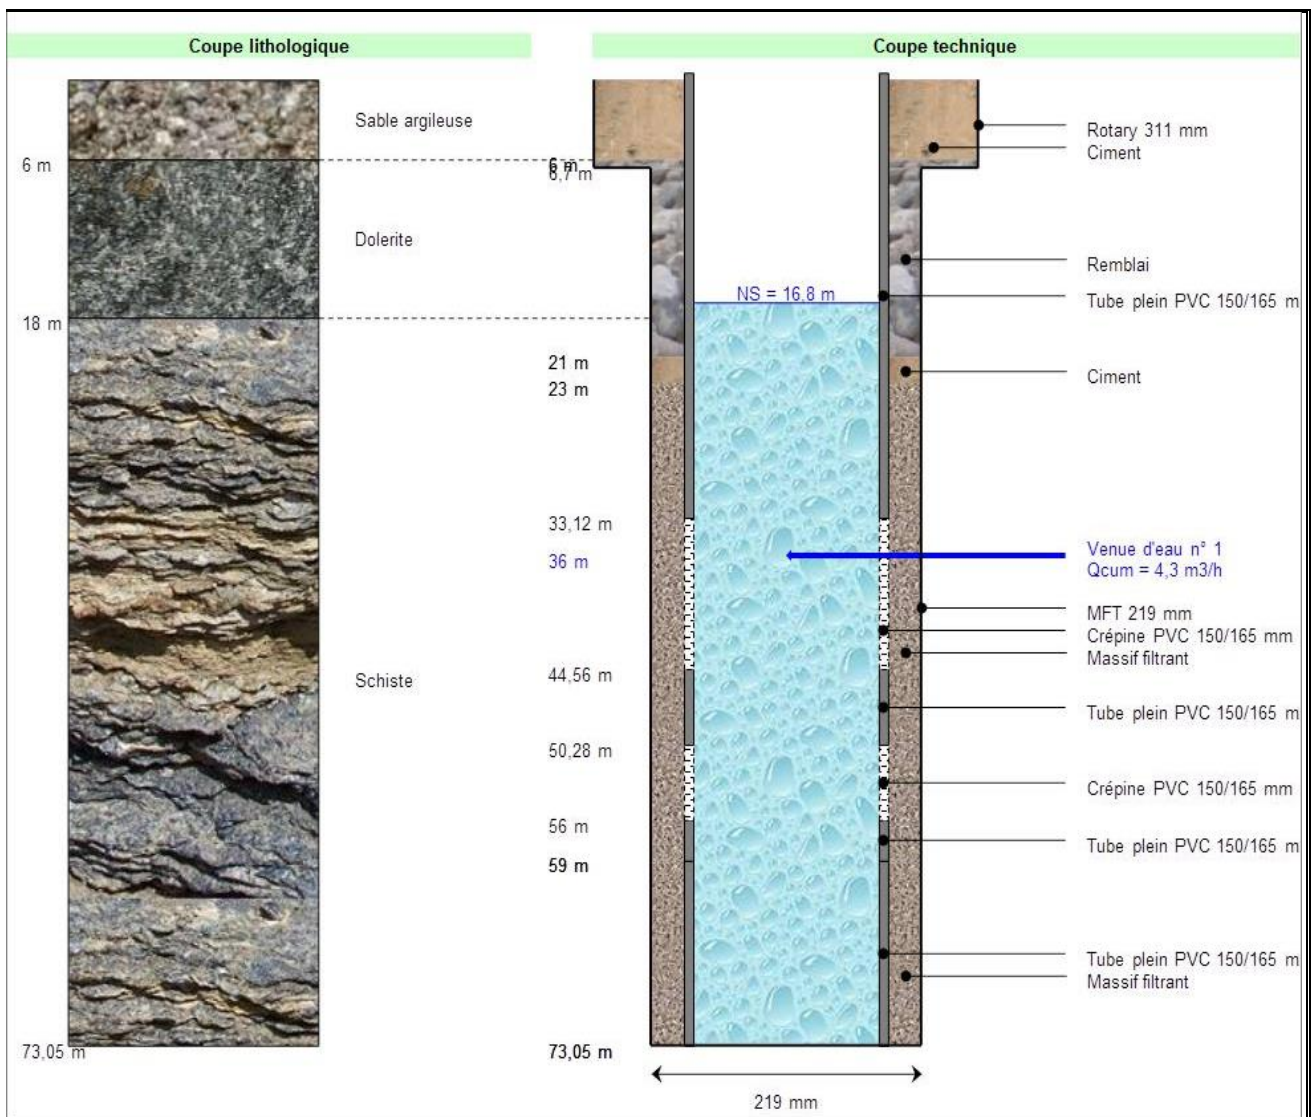 Coupe lithologique
Coupe technique
Sable argileuse
6 m
Dolerite
18 m
Schiste
73,05 m
6 m
6,7 m
21 m
23 m
33,12 m
36 m
44,56 m
50,28 m
56 m
59 m
73,05 m
NS = 16,8 m
Rotary 311 mm
Ciment
Remblai
Tube plein PVC 150/165 m
Ciment
Venue d'eau n° 1
Qcum = 4,3 m3/h
MFT 219 mm
Crépine PVC 150/165 mm
Massif filtrant
Tube plein PVC 150/165 m
Crépine PVC 150/165 mm
Tube plein PVC 150/165 m
Tube plein PVC 150/165 m
Massif filtrant
219 mm